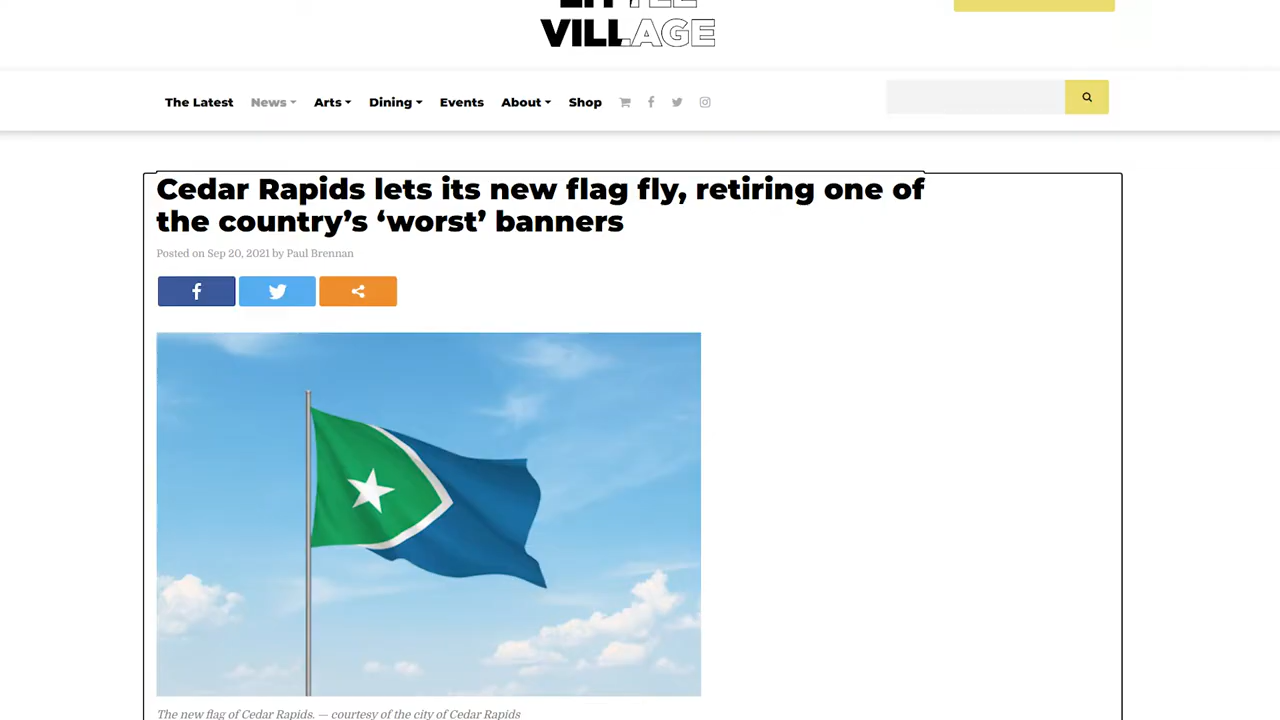 VILLAGE
The Latest News Arts Dining Events About Shop
Cedar Rapids lets its new flag fly, retiring one of
the country’s ‘worst’ banners
Posted on Sep 20, 2021 by Paul Brennan
The new flag of Cedar Rapids. — courtesy of the city of Cedar Rapids